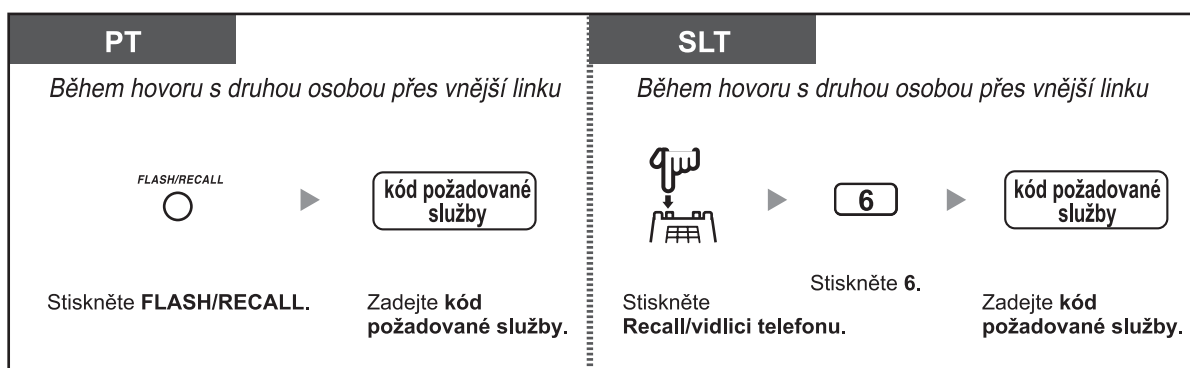 PT
Během hovoru s druhou osobou přes vnější linku
FLASH/RECALL
kód požadované
služby
Stiskněte FLASH/RECALL.
Zadejte kód
požadované služby.
SLT
Během hovoru s druhou osobou přes vnější linku
6
kód požadované
služby
Stiskněte
Recall/vidlici telefonu.
Stiskněte 6.
Zadejte kód
požadované služby.